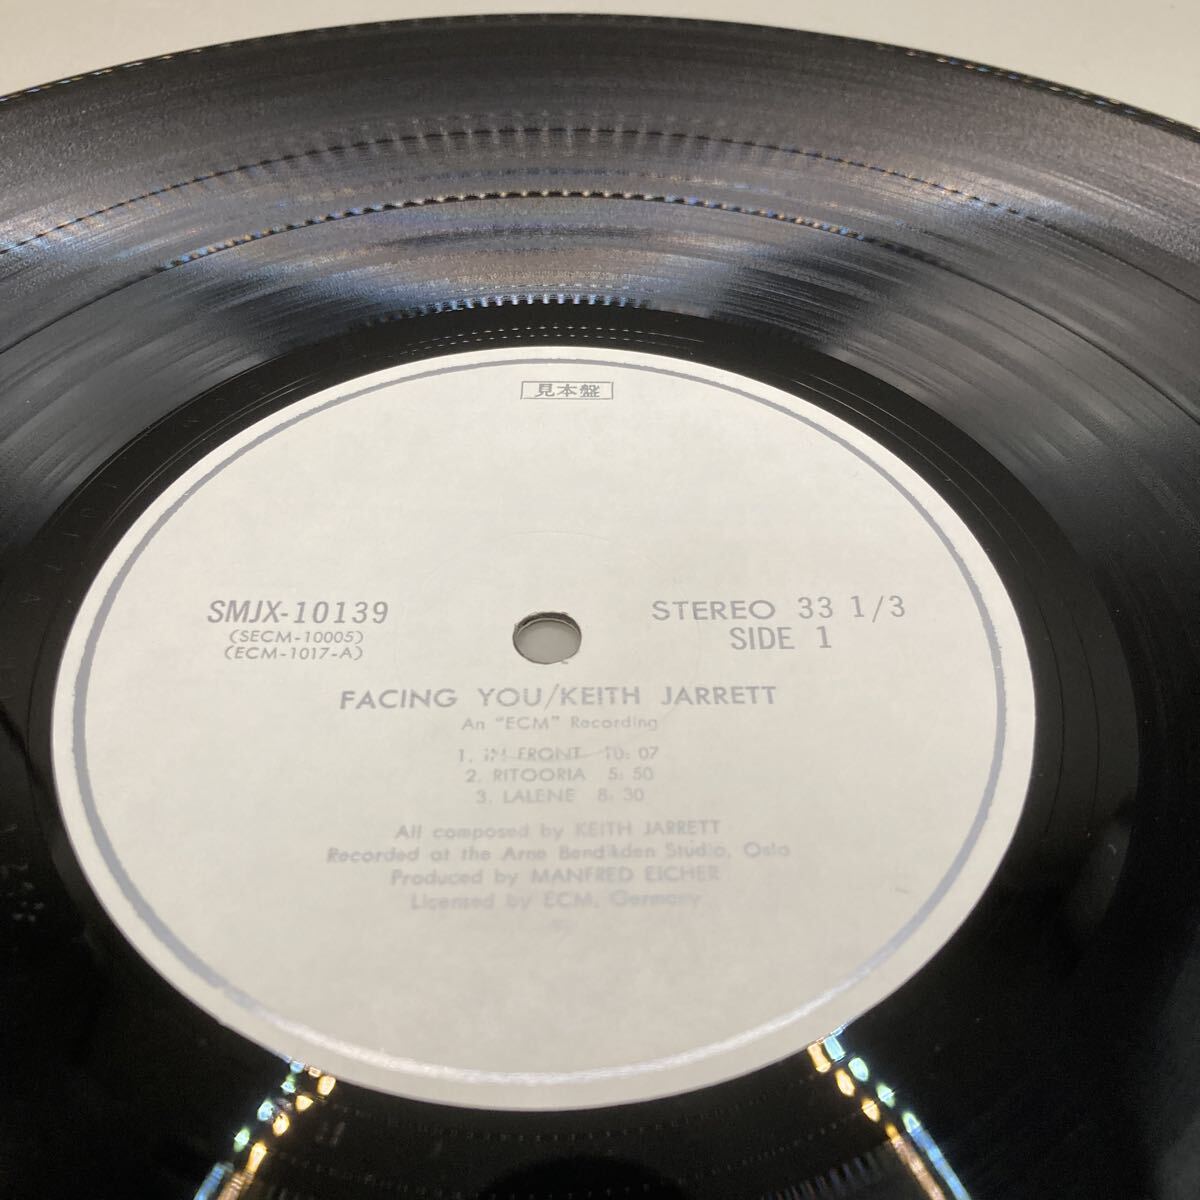 見本盤
SMJX-10139
(SECM-10005)
(ECM-1017-A)
STEREO 33 1/3
SIDE 1
FACING YOU/KEITH JARRETT
An "ECM" Recording
1. IN FRONT 10:07
2. RITOORIA 5:50
3. LALENE 8:30
All composed by KEITH JARRETT
Recorded at the Arne Bendikden Studio, Oslo
Produced by MANFRED EICHER
Licensed by ECM, Germany